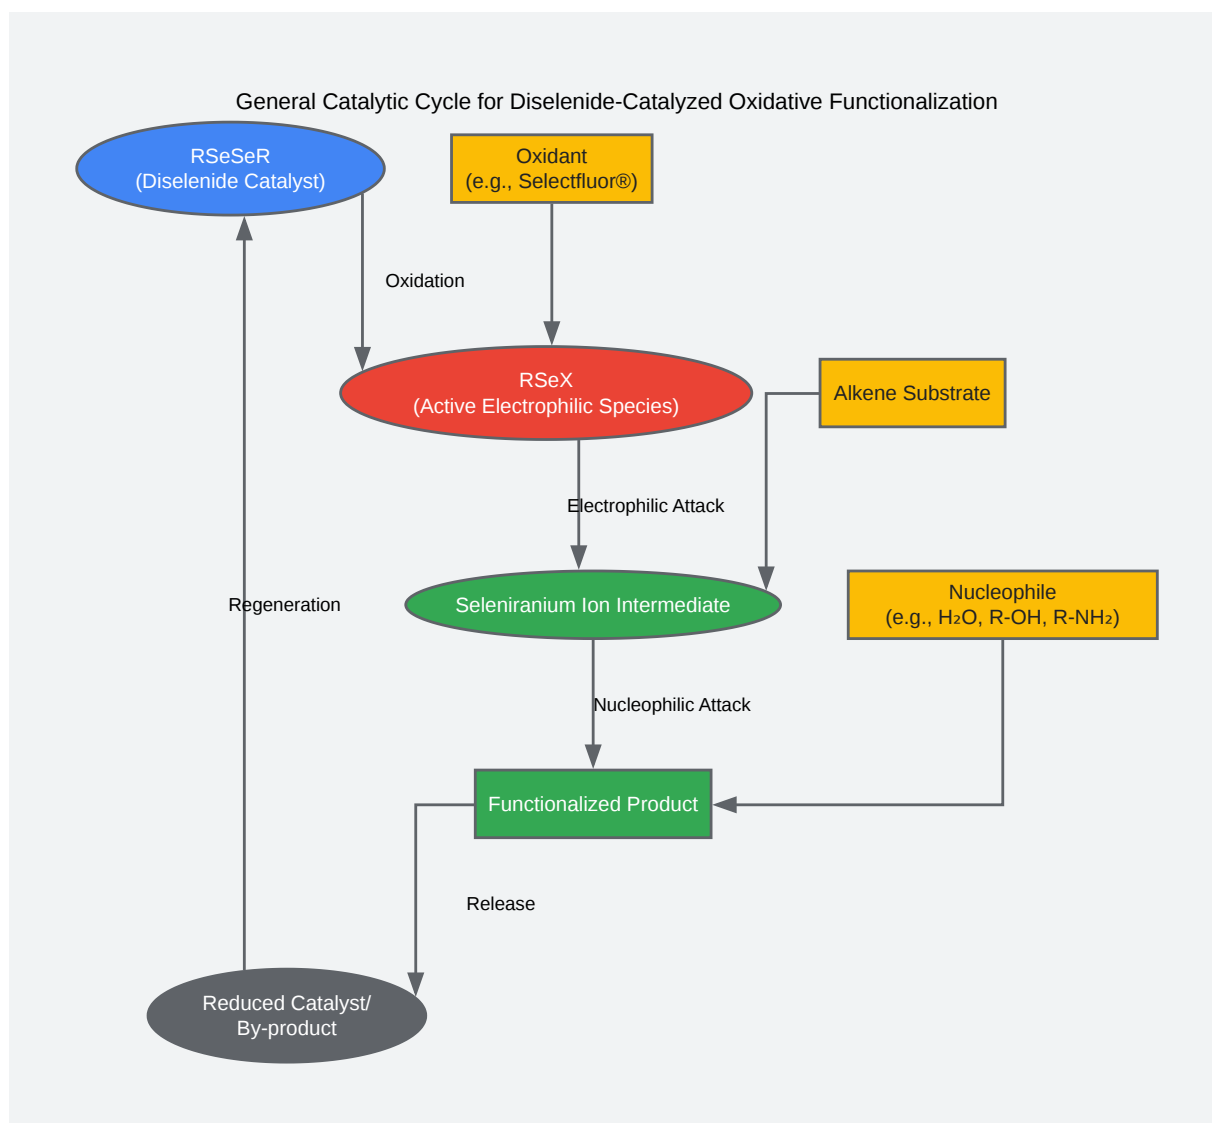 General Catalytic Cycle for Diselenide-Catalyzed Oxidative Functionalization
RSeSeR
(Diselenide Catalyst)
Oxidant
(e.g., Selectfluor®)
Oxidation
RSeX
(Active Electrophilic Species)
Alkene Substrate
Electrophilic Attack
Seleniranium Ion Intermediate
Nucleophile
(e.g., H₂O, R-OH, R-NH₂)
Regeneration
Nucleophilic Attack
Functionalized Product
Release
Reduced Catalyst/
By-product